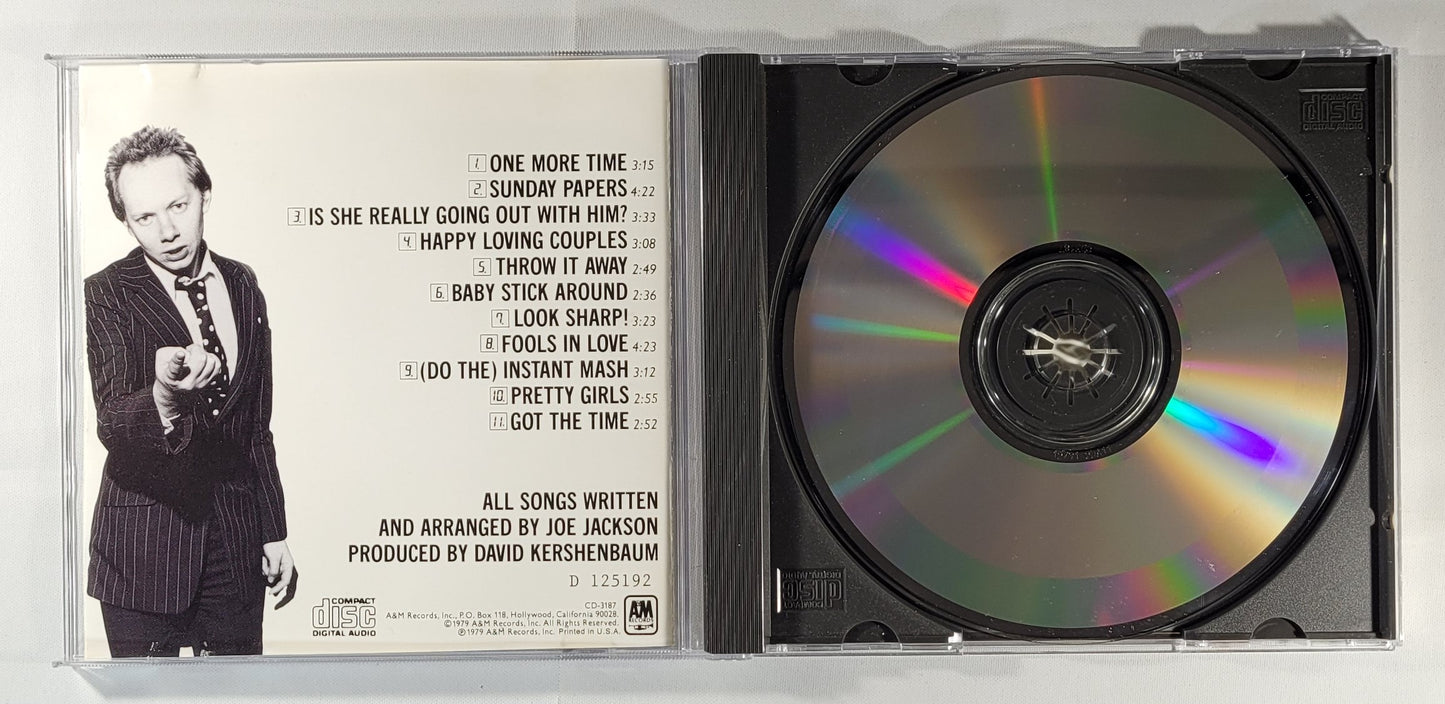 1. ONE MORE TIME 3:15
2. SUNDAY PAPERS 4:22
3. IS SHE REALLY GOING OUT WITH HIM? 3:33
4. HAPPY LOVING COUPLES 3:08
5. THROW IT AWAY 2:49
6. BABY STICK AROUND 2:36
7. LOOK SHARP! 3:23
8. FOOLS IN LOVE 4:23
9. (DO THE) INSTANT MASH 3:12
10. PRETTY GIRLS 2:55
11. GOT THE TIME 2:52
ALL SONGS WRITTEN
AND ARRANGED BY JOE JACKSON
PRODUCED BY DAVID KERSHENBAUM
D 125192
COMPACT
disc
DIGITAL AUDIO
CD-3187
A&M Records, Inc., P.O. Box 118, Hollywood, California 90028.
©1979 A&M Records, Inc. All Rights Reserved.
℗1979 A&M Records, Inc. Printed in U.S.A.
A&M
RECORDS
COMPACT
disc
DIGITAL AUDIO
COMPACT
disc
DIGITAL AUDIO